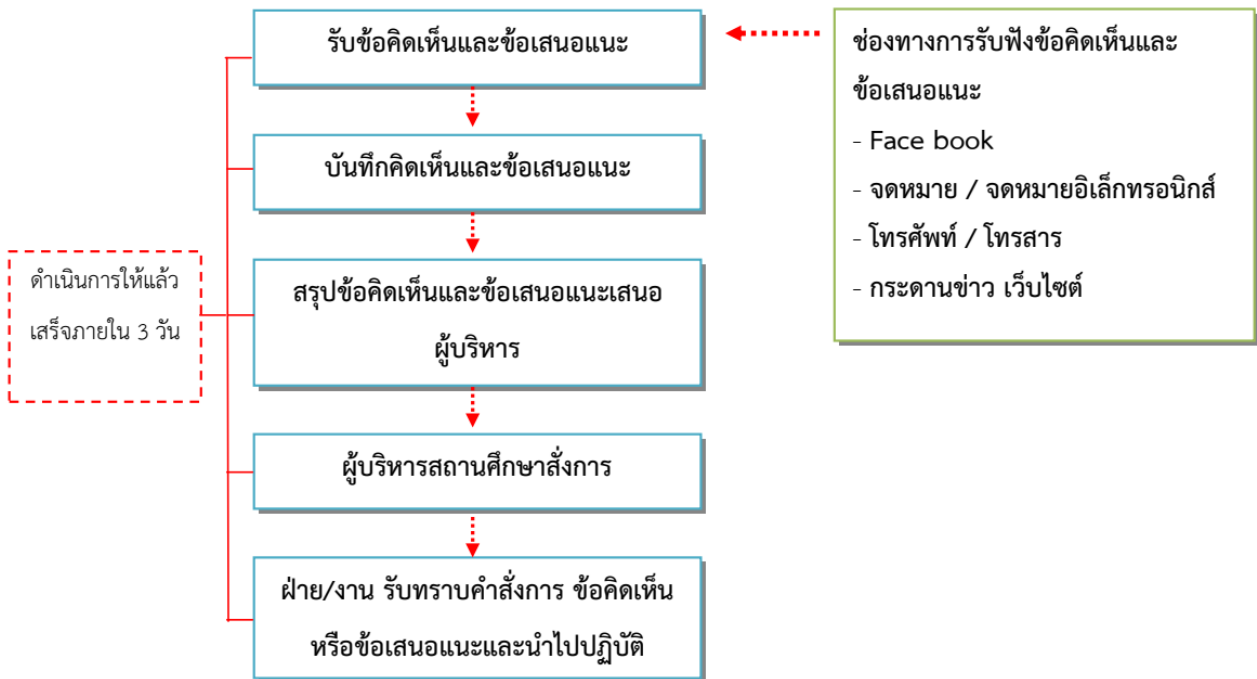 รับข้อคิดเห็นและข้อเสนอแนะ
บันทึกคิดเห็นและข้อเสนอแนะ
สรุปข้อคิดเห็นและข้อเสนอแนะเสนอ
ผู้บริหาร
ผู้บริหารสถานศึกษาสั่งการ
ฝ่าย/งาน รับทราบคำสั่งการ ข้อคิดเห็น
หรือข้อเสนอแนะและนำไปปฏิบัติ
ดำเนินการให้แล้ว
เสร็จภายใน 3 วัน
ช่องทางการรับฟังข้อคิดเห็นและ
ข้อเสนอแนะ
- Face book
- จดหมาย / จดหมายอิเล็กทรอนิกส์
- โทรศัพท์ / โทรสาร
- กระดานข่าว เว็บไซต์